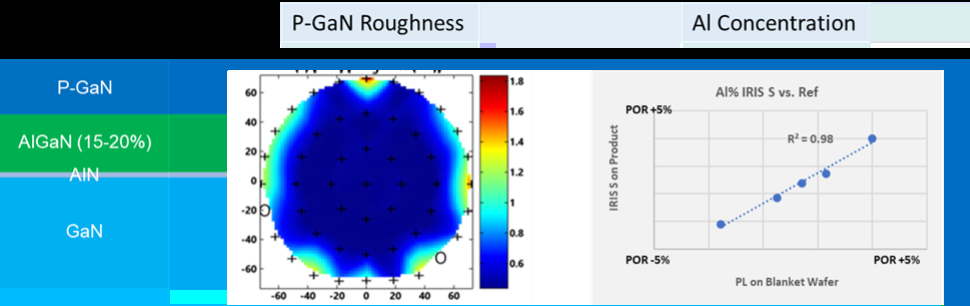 P-GaN Roughness
Al Concentration
P-GaN
AlGaN (15-20%)
AlN
GaN
60
40
20
0
-20
-40
-60
-60
-40
-20
0
20
40
60
1.8
1.6
1.4
1.2
1
0.8
0.6
Al% IRIS S vs. Ref
POR +5%
R² = 0.98
IRIS S on Product
POR -5%
POR +5%
PL on Blanket Wafer